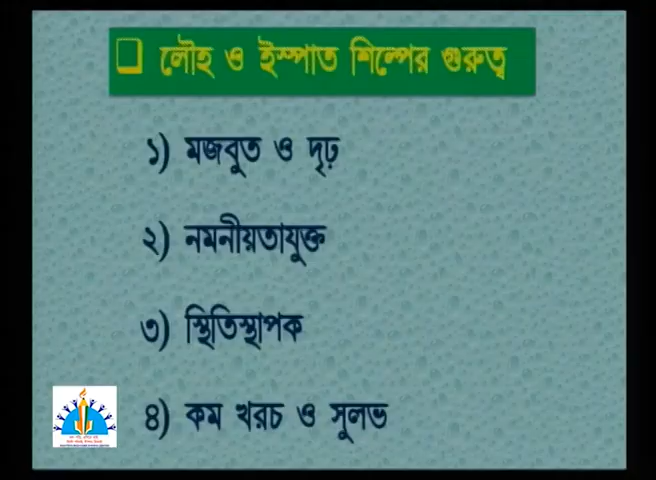 ❑ লৌহ ও ইস্পাত শিল্পের গুরুত্ব
১) মজবুত ও দৃঢ়
২) নমনীয়তাযুক্ত
৩) স্থিতিস্থাপক
৪) কম খরচ ও সুলভ